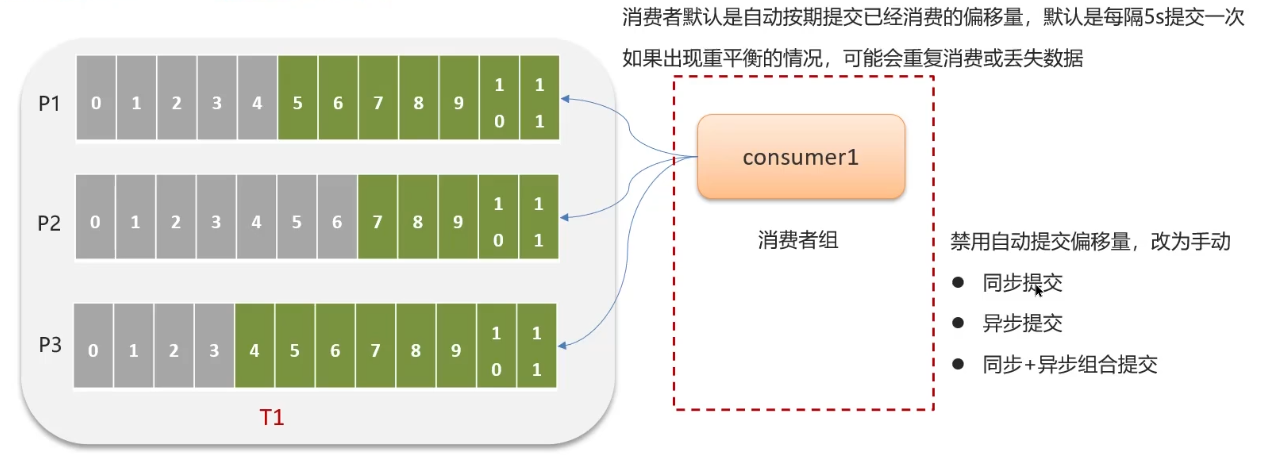 消费者默认是自动按期提交已经消费的偏移量，默认是每隔5s提交一次
如果出现重平衡的情况，可能会重复消费或丢失数据
P1 0 1 2 3 4 5 6 7 8 9 10 11
consumer1
P2 0 1 2 3 4 5 6 7 8 9 10 11
消费者组
禁用自动提交偏移量，改为手动
● 同步提交
● 异步提交
P3 0 1 2 3 4 5 6 7 8 9 10 11
● 同步+异步组合提交
T1